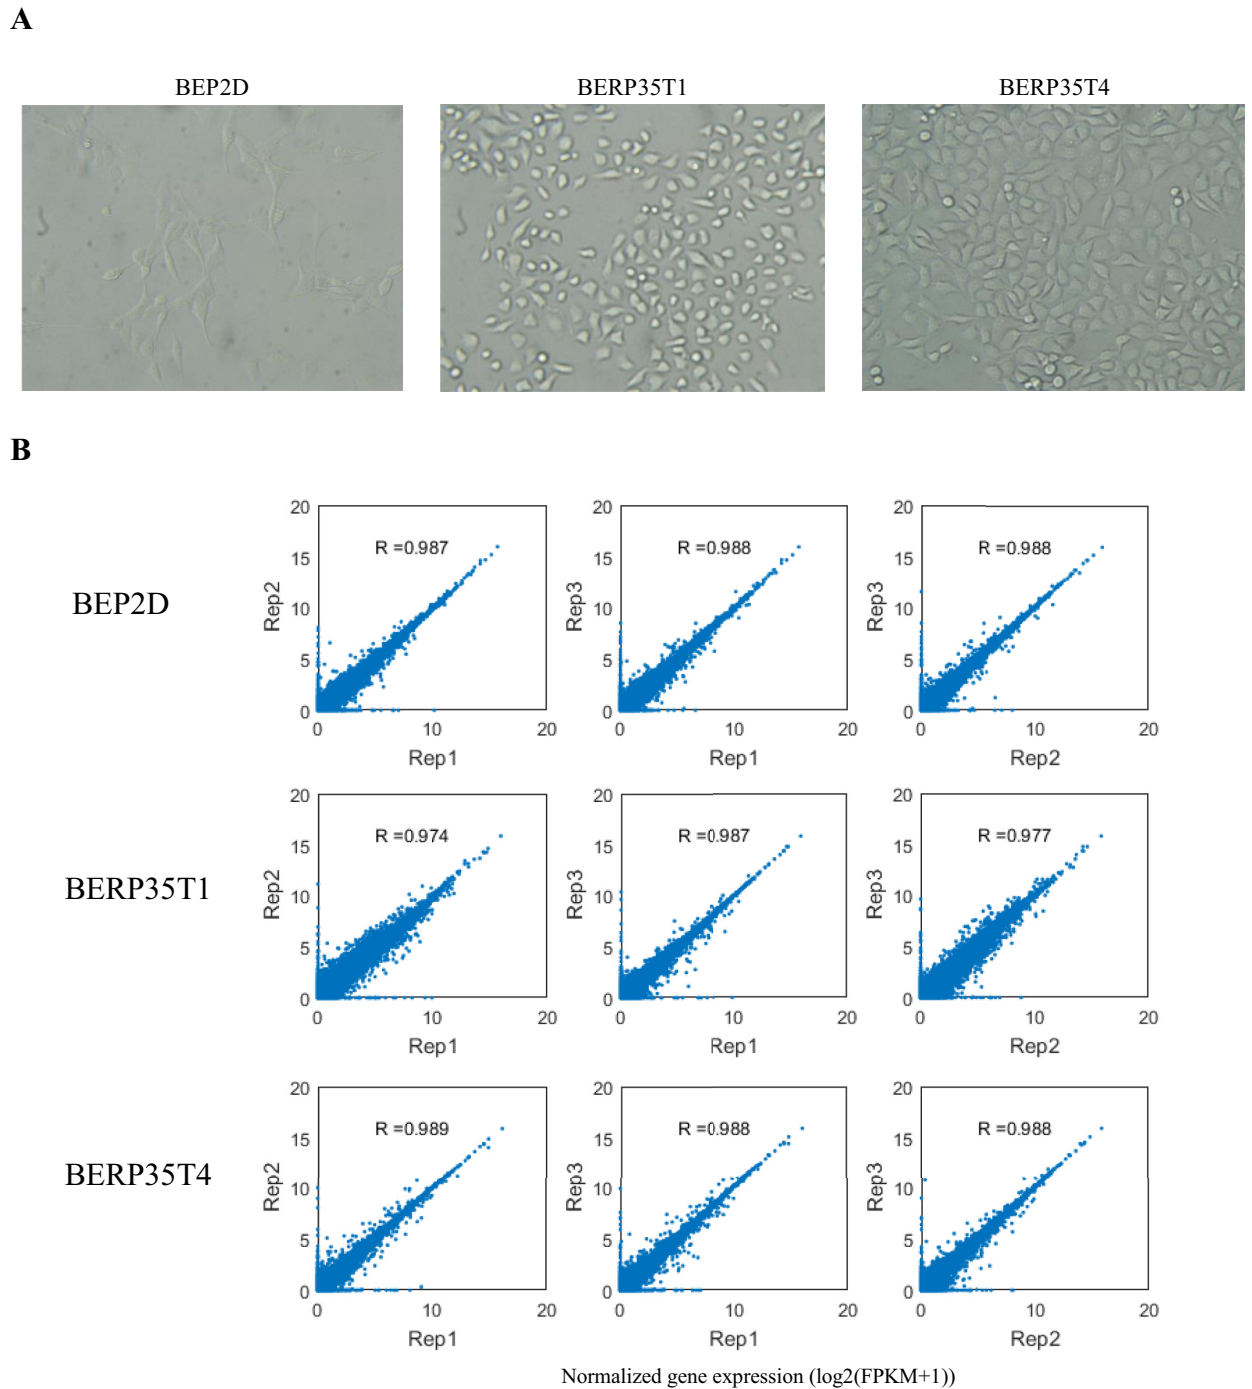 A
BEP2D BERP35T1 BERP35T4
B
BEP2D
20
15
10
5
0
0 10 20
Rep2
Rep1
R =0.987
20
15
10
5
0
0 10 20
Rep3
Rep1
R =0.988
20
15
10
5
0
0 10 20
Rep3
Rep2
R =0.988
BERP35T1
20
15
10
5
0
0 10 20
Rep2
Rep1
R =0.974
20
15
10
5
0
0 10 20
Rep3
Rep1
R =0.987
20
15
10
5
0
0 10 20
Rep3
Rep2
R =0.977
BERP35T4
20
15
10
5
0
0 10 20
Rep2
Rep1
R =0.989
20
15
10
5
0
0 10 20
Rep3
Rep1
R =0.988
20
15
10
5
0
0 10 20
Rep3
Rep2
R =0.988
Normalized gene expression (log2(FPKM+1))